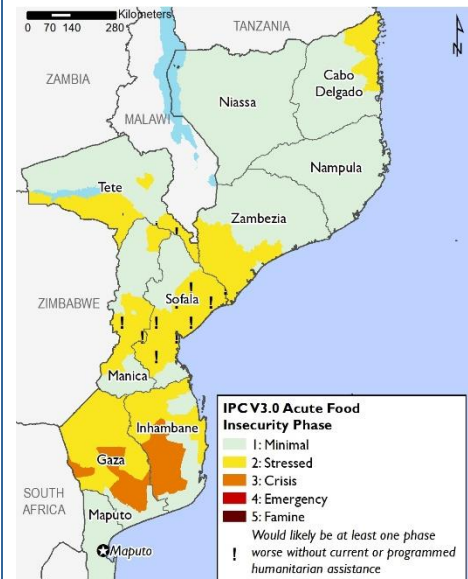 Kilometers
0 70 140 280
TANZANIA
ZAMBIA
Cabo
Delgado
Niassa
MALAWI
Nampula
Tete
Zambezia
ZIMBABWE
Sofala
!
!
!
!
!
!
!
!
!
!
!
!
Manica
Inhambane
Gaza
SOUTH
AFRICA
Maputo
Maputo
IPC V3.0 Acute Food
Insecurity Phase
1: Minimal
2: Stressed
3: Crisis
4: Emergency
5: Famine
Would likely be at least one phase
! worse without current or programmed
humanitarian assistance